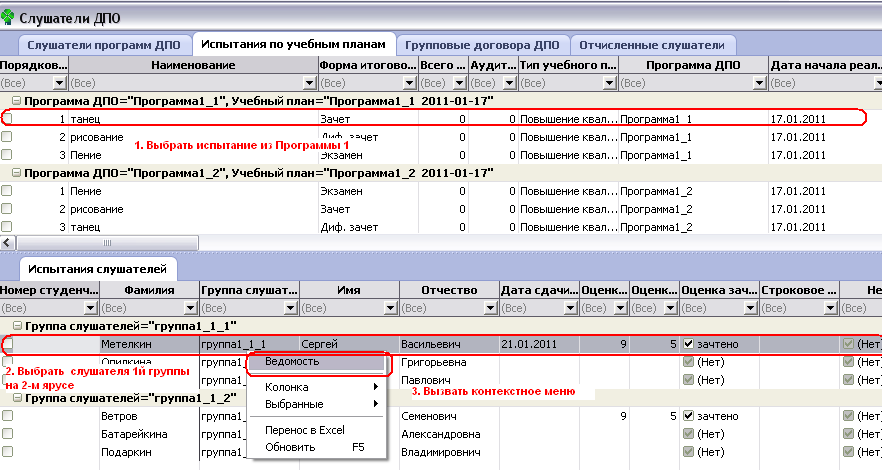 Слушатели ДПО
Слушатели программ ДПО Испытания по учебным планам Групповые договора ДПО Отчисленные слушатели
Порядков... Наименование Форма итогово... Всего ... Аудит... Тип учебного п... Программа ДПО Дата начала реал...
(Все) (Все) (Все) (Все) (Все) (Все) (Все) (Все)
Программа ДПО="Программа1_1", Учебный план="Программа1_1 2011-01-17"
1 танец Зачет 0 0 Повышение квал... Программа1_1 17.01.2011
2 рисование Диф. зачет 0 0 Повышение квал... Программа1_1 17.01.2011
1. Выбрать испытание из Программы 1
3 Пение Экзамен 0 0 Повышение квал... Программа1_1 17.01.2011
Программа ДПО="Программа1_2", Учебный план="Программа1_2 2011-01-17"
1 Пение Экзамен 0 0 Повышение квал... Программа1_2 17.01.2011
2 рисование Зачет 0 0 Повышение квал... Программа1_2 17.01.2011
3 танец Диф. зачет 0 0 Повышение квал... Программа1_2 17.01.2011
Испытания слушателей
Номер студенч... Фамилия Группа слушат... Имя Отчество Дата сдачи... Оценк... Оценк... Оценка зач... Строковое ... Не
(Все) (Все) (Все) (Все) (Все) (Все) (Все) (Все) (Все) (Все) (Все)
Группа слушателей="группа1_1_1"
Метелкин группа1_1_1 Сергей Васильевич 21.01.2011 9 5 зачтено (Нет)
Опилкина группа1_ Григорьевна (Нет) (Нет)
2. Выбрать слушателя 1й группы
на 2-м ярусе
группа1_ Павлович (Нет) (Нет)
Группа слушателей="группа1_1_2"
Ветров группа1_ Семенович 9 5 зачтено (Нет)
Батарейкина группа1_ Александровна (Нет) (Нет)
Подаркин группа1_ Владимирович (Нет) (Нет)
Ведомость
Колонка
Выбранные
Перенос в Excel
Обновить F5
3. Вызвать контекстное меню